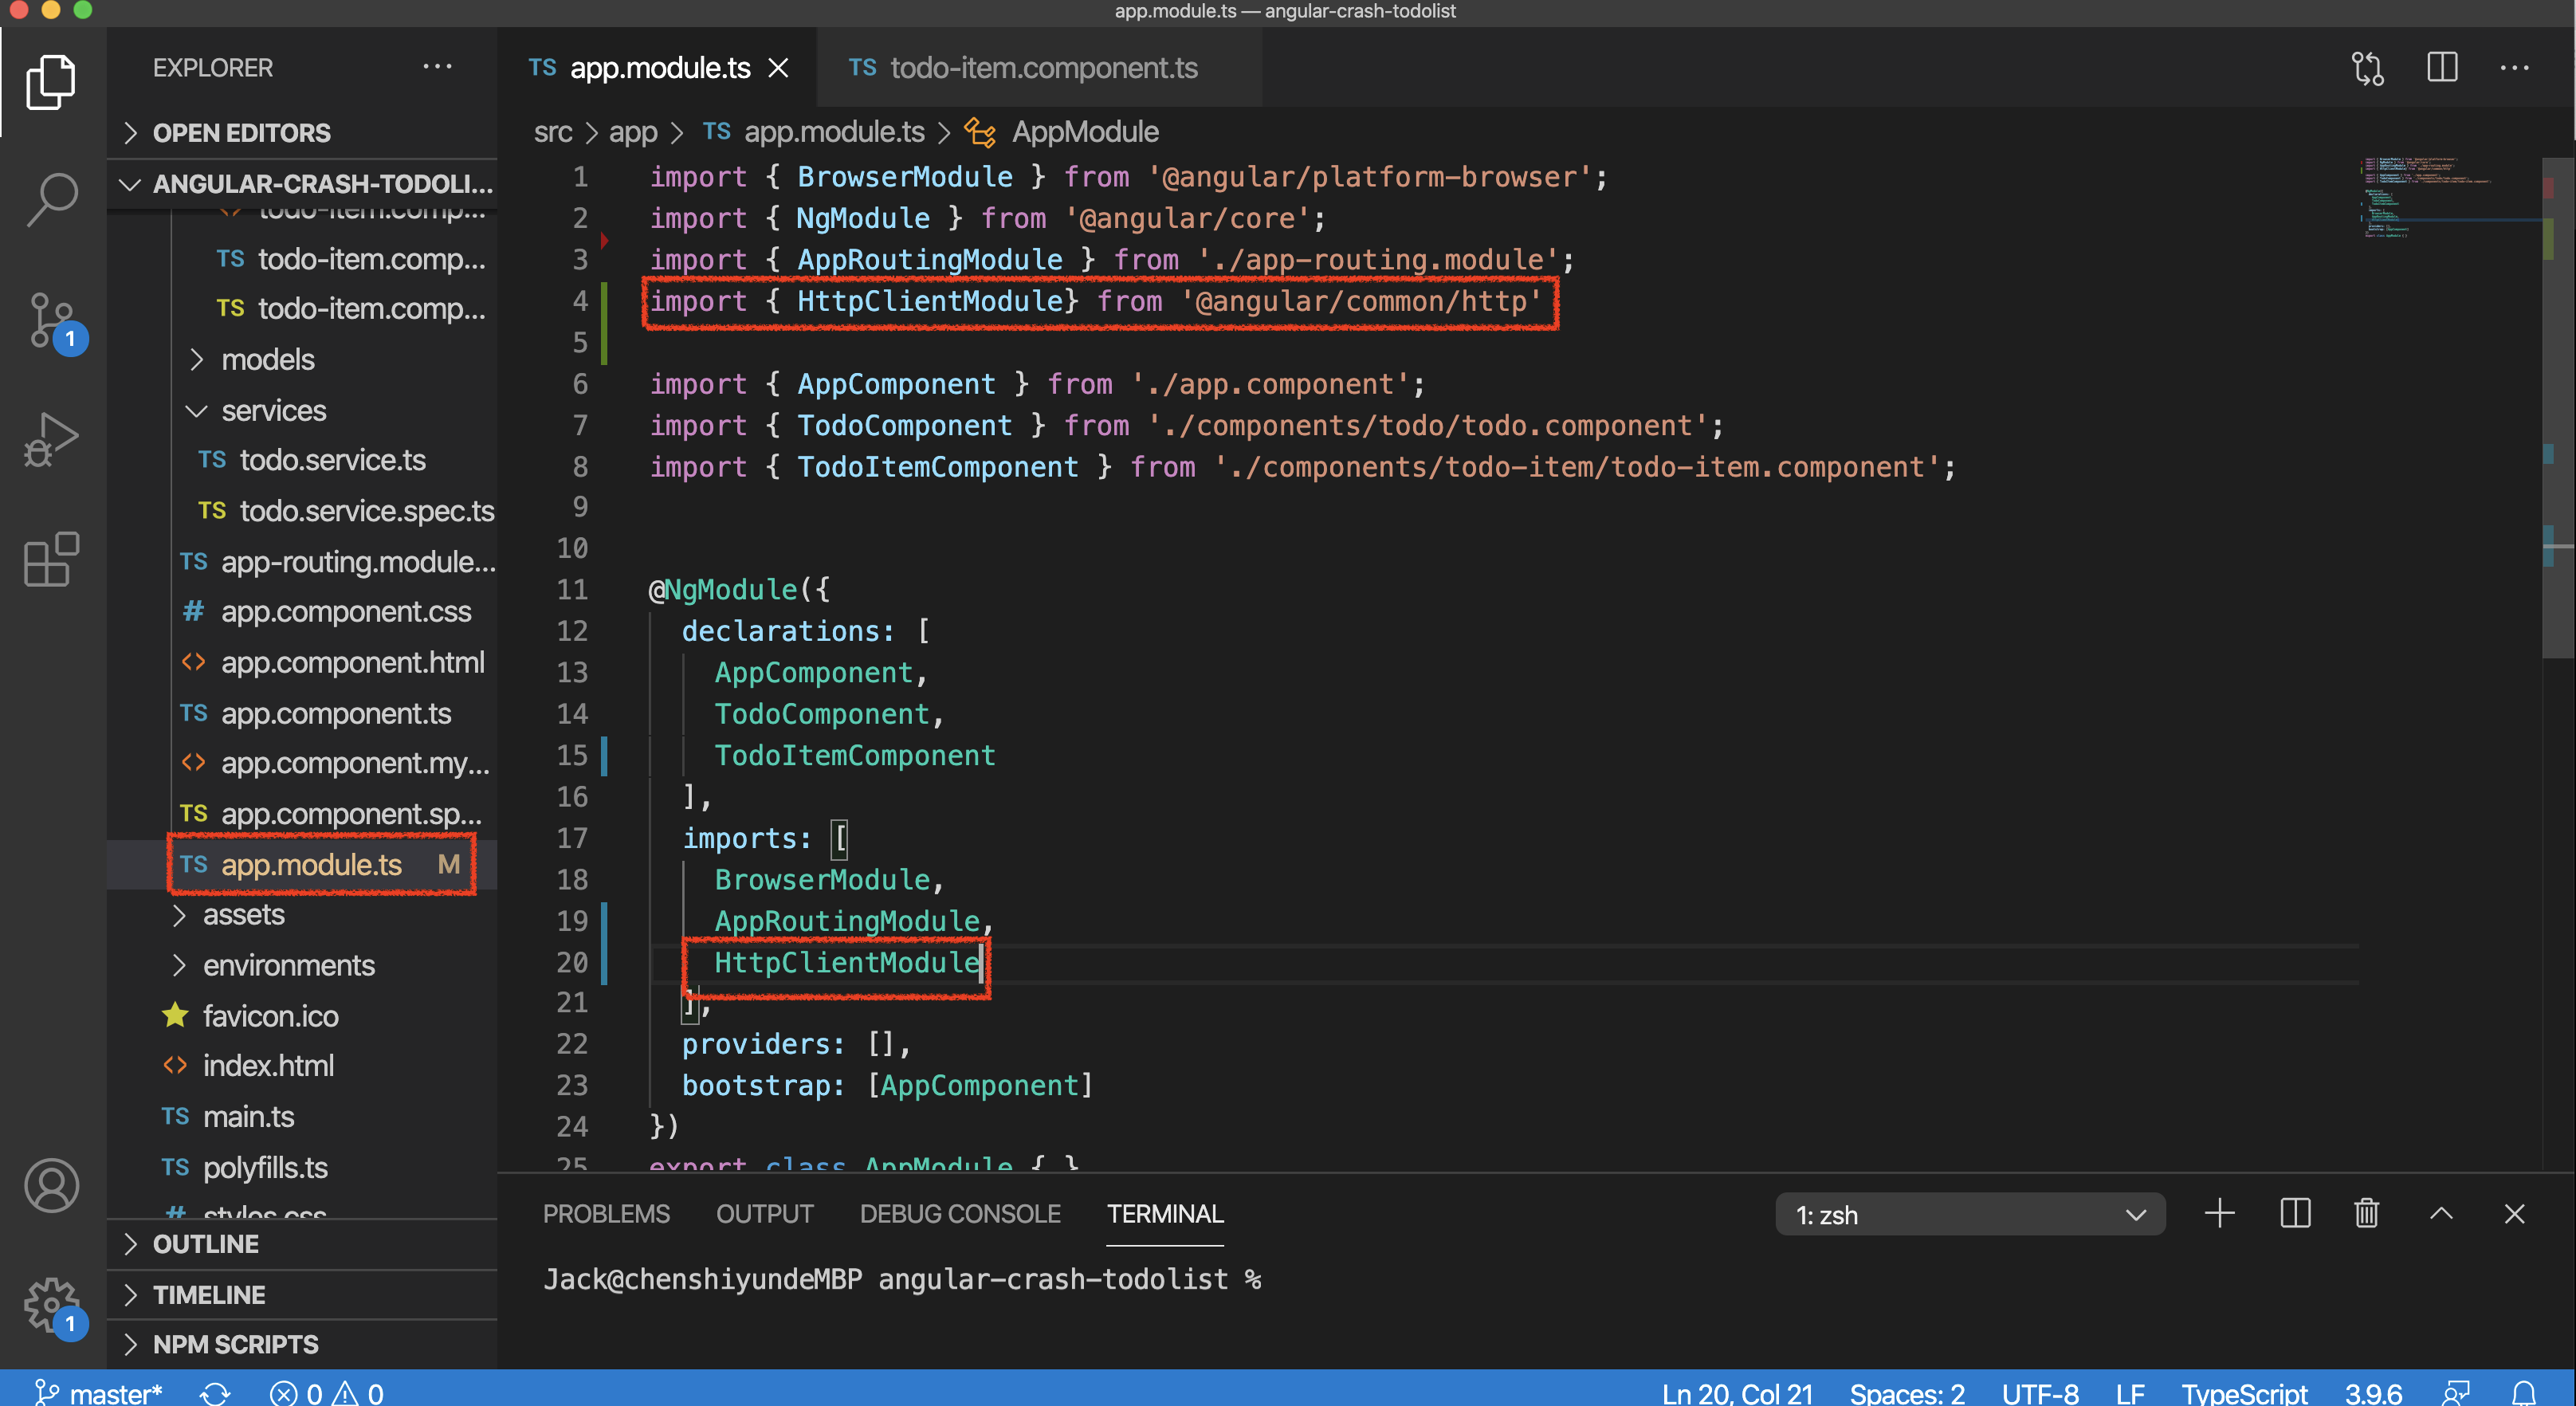 app.module.ts — angular-crash-todolist
EXPLORER
OPEN EDITORS
ANGULAR-CRASH-TODOLI...
todo-item.comp...
TS todo-item.comp...
TS todo-item.comp...
models
services
TS todo.service.ts
TS todo.service.spec.ts
TS app-routing.module...
# app.component.css
<> app.component.html
TS app.component.ts
<> app.component.my...
TS app.component.sp...
TS app.module.ts M
assets
environments
favicon.ico
<> index.html
TS main.ts
TS polyfills.ts
# styles.css
OUTLINE
TIMELINE
NPM SCRIPTS
1
1
TS app.module.ts
TS todo-item.component.ts
src > app > TS app.module.ts > AppModule
1 import { BrowserModule } from '@angular/platform-browser';
2 import { NgModule } from '@angular/core';
3 import { AppRoutingModule } from './app-routing.module';
4 import { HttpClientModule} from '@angular/common/http'
5
6 import { AppComponent } from './app.component';
7 import { TodoComponent } from './components/todo/todo.component';
8 import { TodoItemComponent } from './components/todo-item/todo-item.component';
9
10
11 @NgModule({
12 declarations: [
13 AppComponent,
14 TodoComponent,
15 TodoItemComponent
16 ],
17 imports: [
18 BrowserModule,
19 AppRoutingModule,
20 HttpClientModule
21 ],
22 providers: [],
23 bootstrap: [AppComponent]
24 })
25 export class AppModule { }
PROBLEMS OUTPUT DEBUG CONSOLE TERMINAL
1: zsh
Jack@chenshiyundeMBP angular-crash-todolist %
master* 0 0
Ln 20, Col 21 Spaces: 2 UTF-8 LF TypeScript 3.9.6